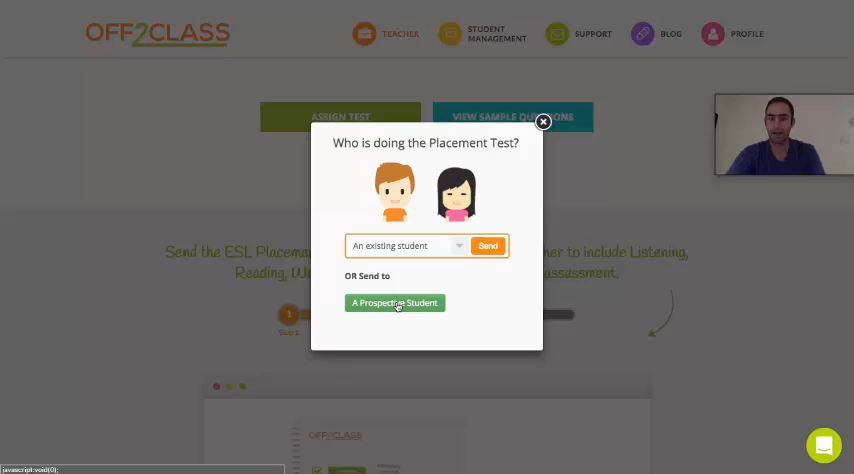 OFF2CLASS
TEACHER
STUDENT
MANAGEMENT
SUPPORT
BLOG
PROFILE
ASSIGN TEST
VIEW SAMPLE QUESTIONS
Who is doing the Placement Test?
An existing student
Send
OR Send to
A Prospective Student
Send the ESL Placem
her to include Listening,
Reading, W
assessment.
1
Step 1
OFF2CLASS
javascript:void(0);